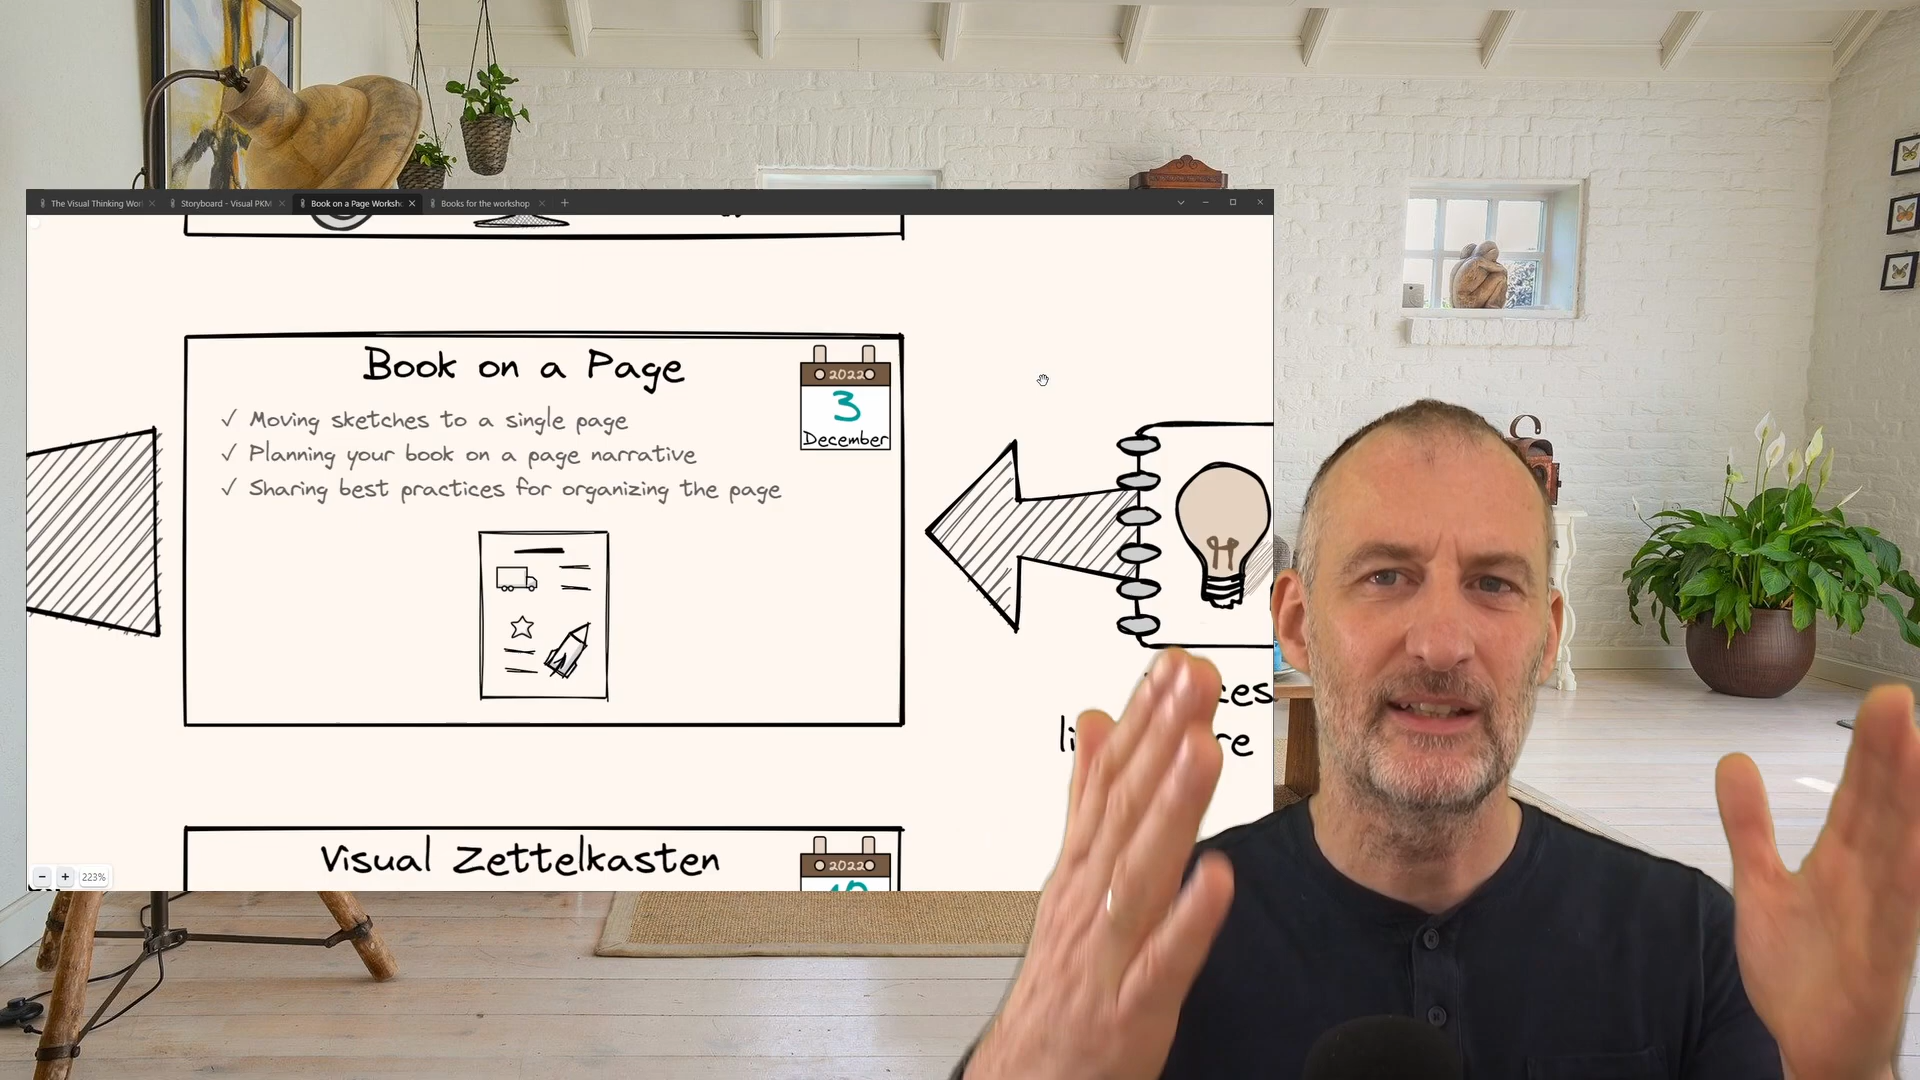 The Visual Thinking Wor
Storyboard - Visual PKM
Book on a Page Worksh
Books for the workshop
Book on a Page
2022
3
December
✓ Moving sketches to a single page
✓ Planning your book on a page narrative
✓ Sharing best practices for organizing the page
Visual Zettelkasten
2022
223%